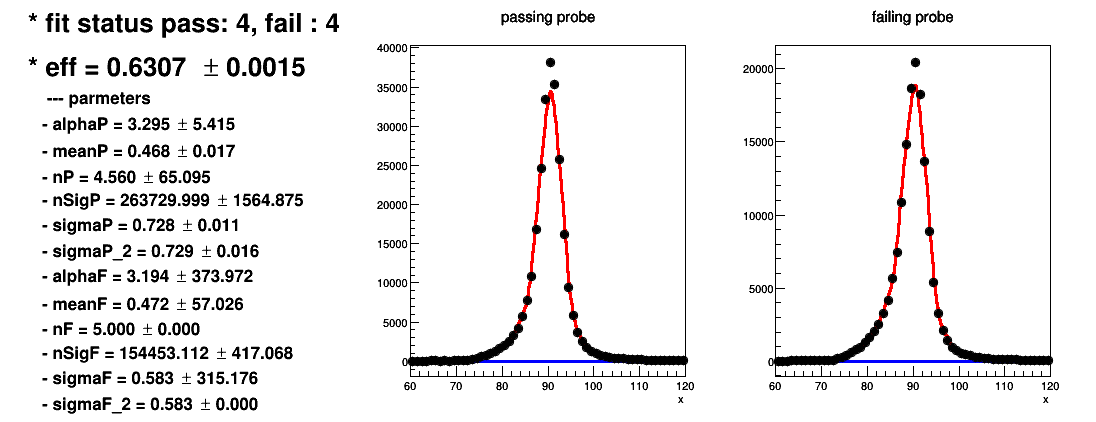 * fit status pass: 4, fail : 4
* eff = 0.6307 ± 0.0015
--- parmeters
- alphaP = 3.295 ± 5.415
- meanP = 0.468 ± 0.017
- nP = 4.560 ± 65.095
- nSigP = 263729.999 ± 1564.875
- sigmaP = 0.728 ± 0.011
- sigmaP_2 = 0.729 ± 0.016
- alphaF = 3.194 ± 373.972
- meanF = 0.472 ± 57.026
- nF = 5.000 ± 0.000
- nSigF = 154453.112 ± 417.068
- sigmaF = 0.583 ± 315.176
- sigmaF_2 = 0.583 ± 0.000
passing probe
40000
35000
30000
25000
20000
15000
10000
5000
0
60 70 80 90 100 110 120
x
failing probe
20000
15000
10000
5000
0
60 70 80 90 100 110 120
x